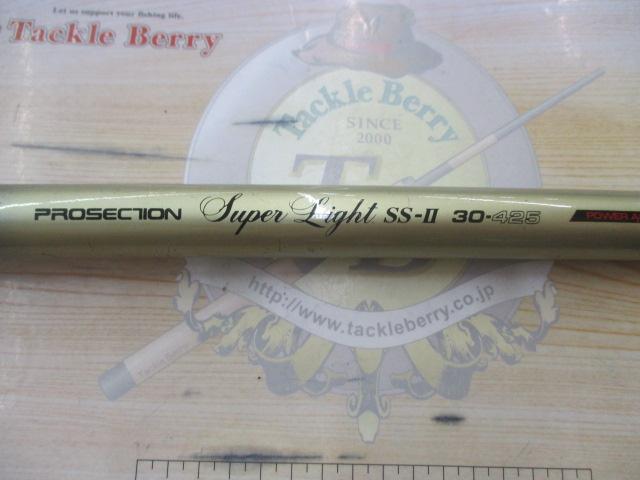 Let us support your fishing life.
Tackle Berry
Tackle Berry
SINCE
2000
PROSECTION Super Light SS-II 30-425
http://www.tackleberry.co.jp